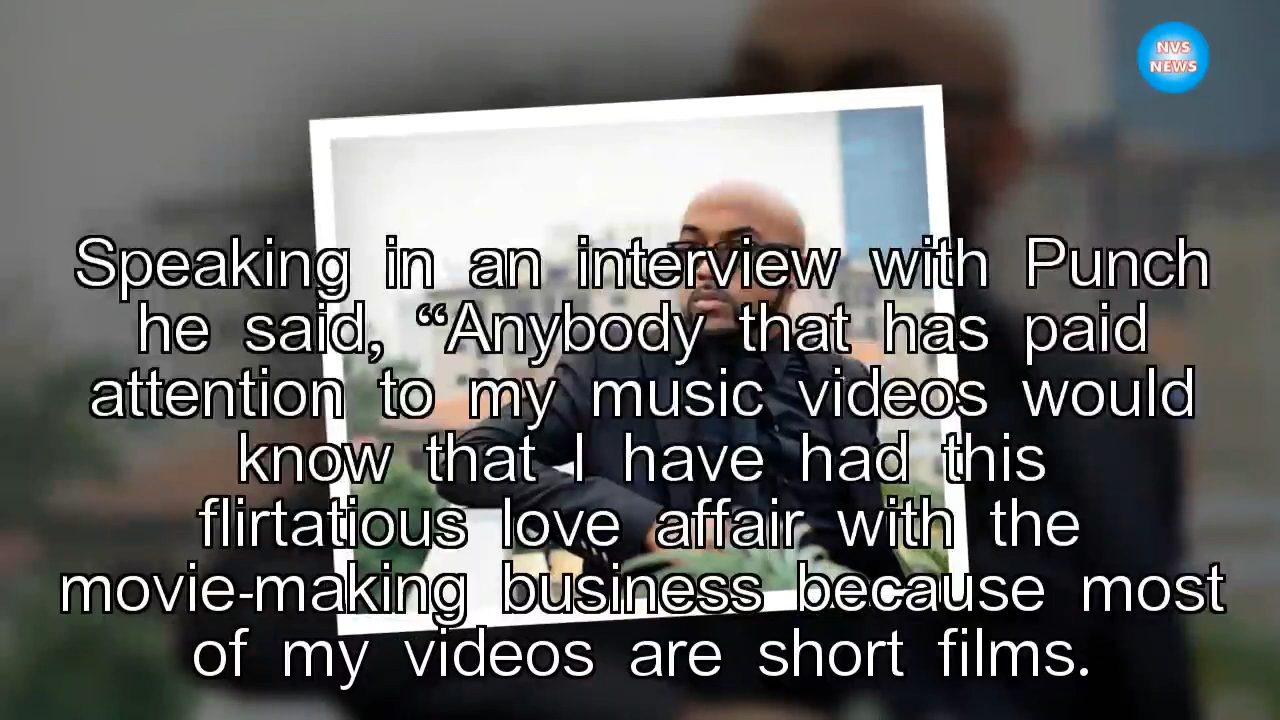 NVS
NEWS
Speaking in an interview with Punch
he said, “Anybody that has paid
attention to my music videos would
know that I have had this
flirtatious love affair with the
movie-making business because most
of my videos are short films.